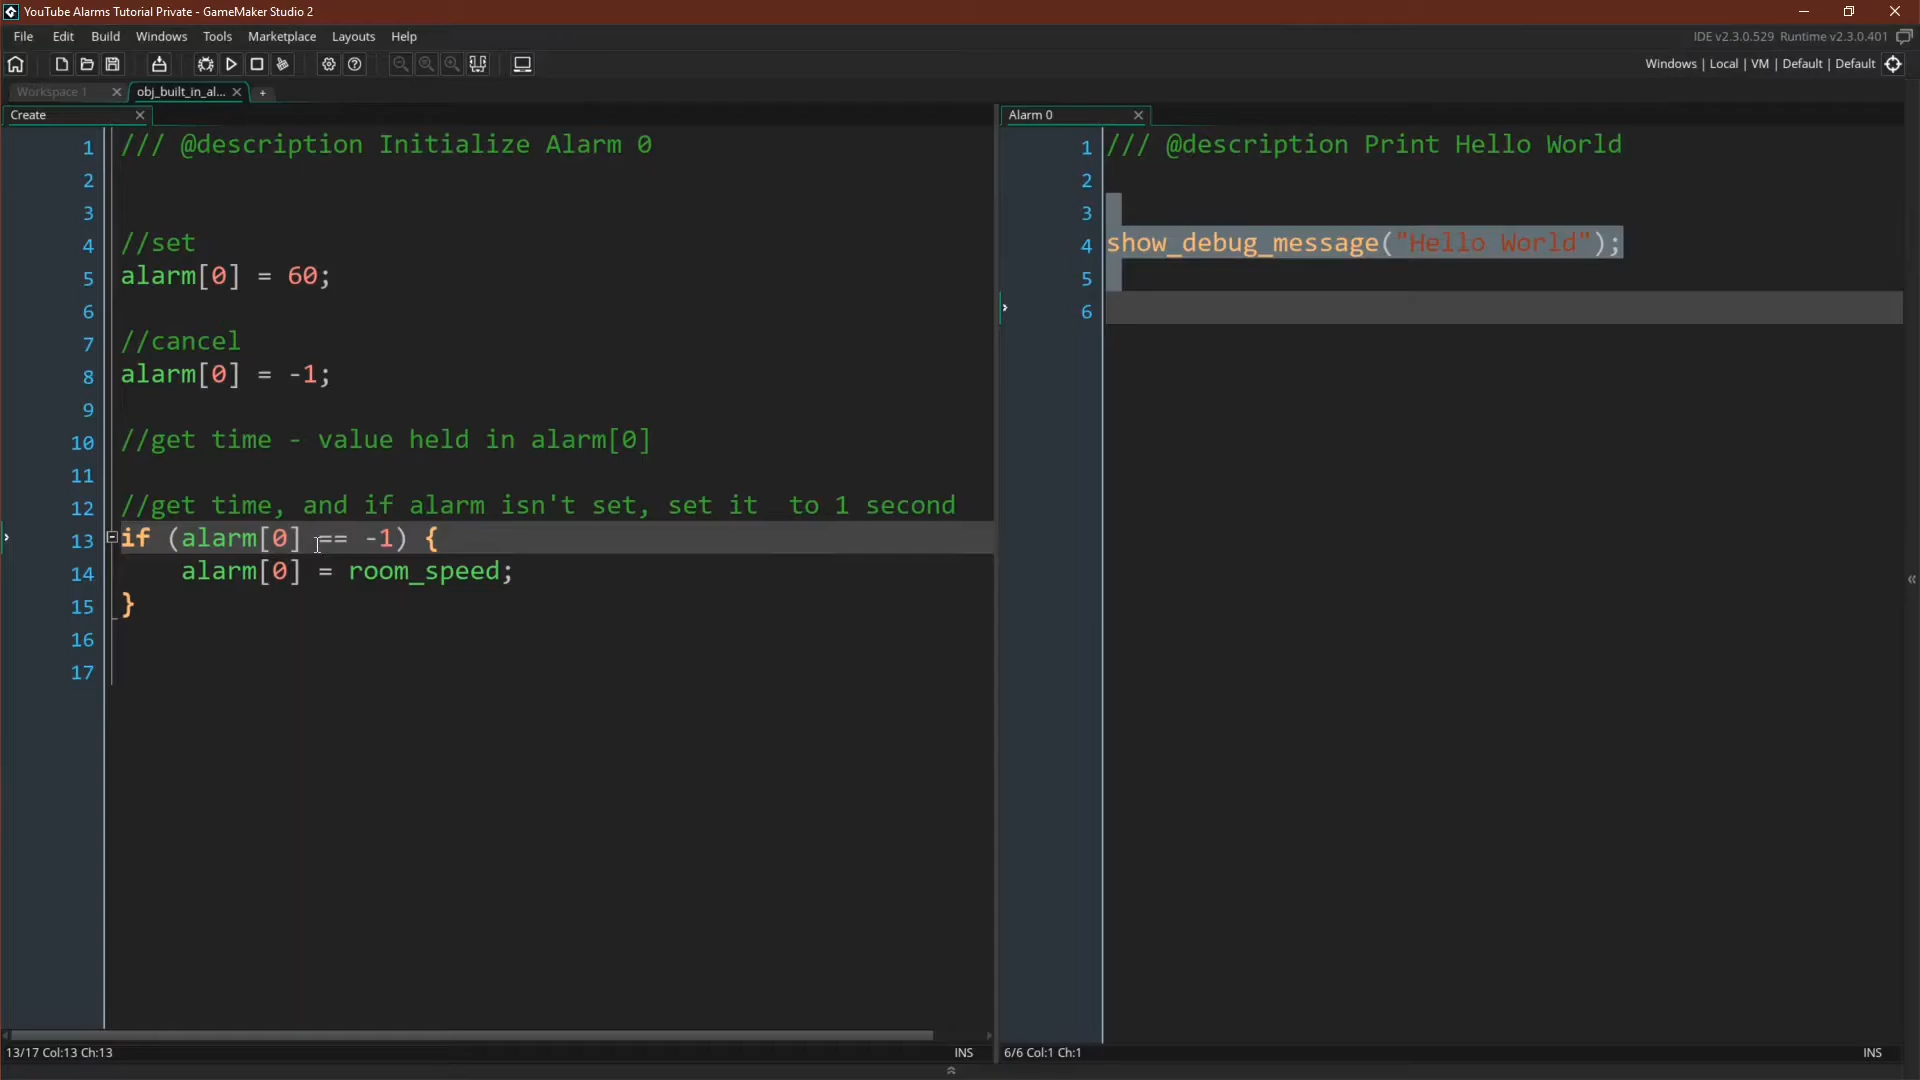 YouTube Alarms Tutorial Private - GameMaker Studio 2
File Edit Build Windows Tools Marketplace Layouts Help
IDE v2.3.0.529 Runtime v2.3.0.401
Windows | Local | VM | Default | Default
Workspace 1
obj_built_in_al...
Create
1 /// @description Initialize Alarm 0
2
3
4 //set
5 alarm[0] = 60;
6
7 //cancel
8 alarm[0] = -1;
9
10 //get time - value held in alarm[0]
11
12 //get time, and if alarm isn't set, set it  to 1 second
13 if (alarm[0] == -1) {
14 alarm[0] = room_speed;
15 }
16
17
13/17 Col:13 Ch:13
INS
Alarm 0
1 /// @description Print Hello World
2
3
4 show_debug_message("Hello World");
5
6
6/6 Col:1 Ch:1
INS